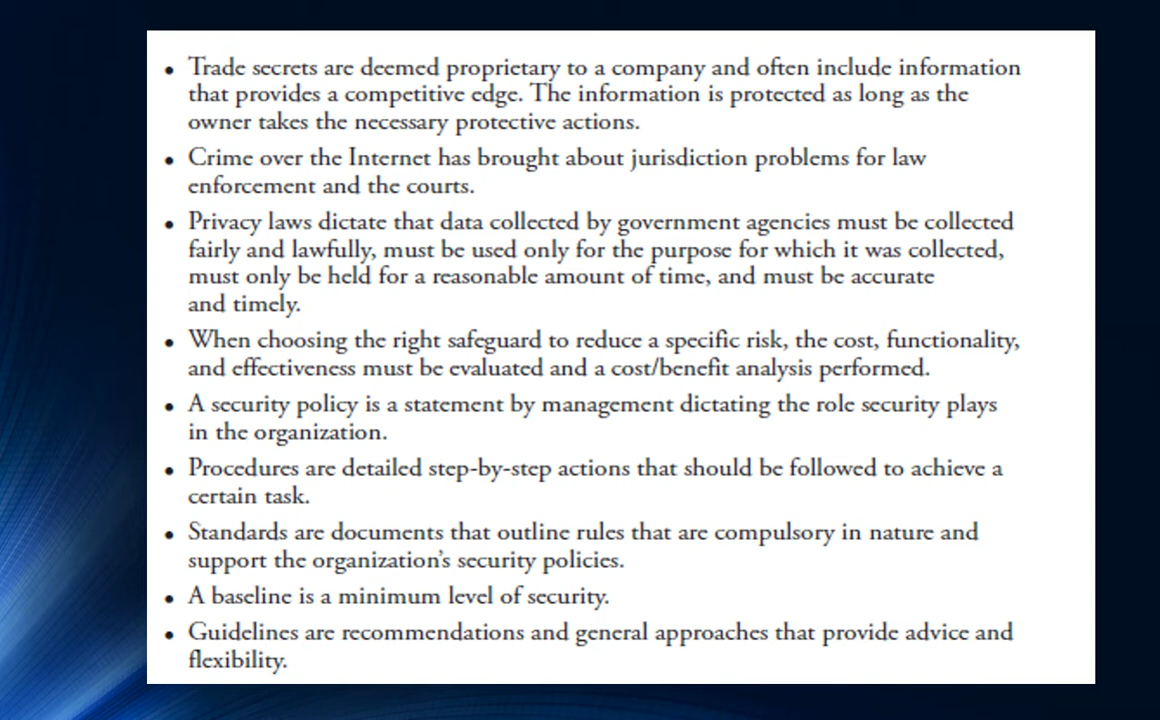 • Trade secrets are deemed proprietary to a company and often include information
that provides a competitive edge. The information is protected as long as the
owner takes the necessary protective actions.
• Crime over the Internet has brought about jurisdiction problems for law
enforcement and the courts.
• Privacy laws dictate that data collected by government agencies must be collected
fairly and lawfully, must be used only for the purpose for which it was collected,
must only be held for a reasonable amount of time, and must be accurate
and timely.
• When choosing the right safeguard to reduce a specific risk, the cost, functionality,
and effectiveness must be evaluated and a cost/benefit analysis performed.
• A security policy is a statement by management dictating the role security plays
in the organization.
• Procedures are detailed step-by-step actions that should be followed to achieve a
certain task.
• Standards are documents that outline rules that are compulsory in nature and
support the organization’s security policies.
• A baseline is a minimum level of security.
• Guidelines are recommendations and general approaches that provide advice and
flexibility.